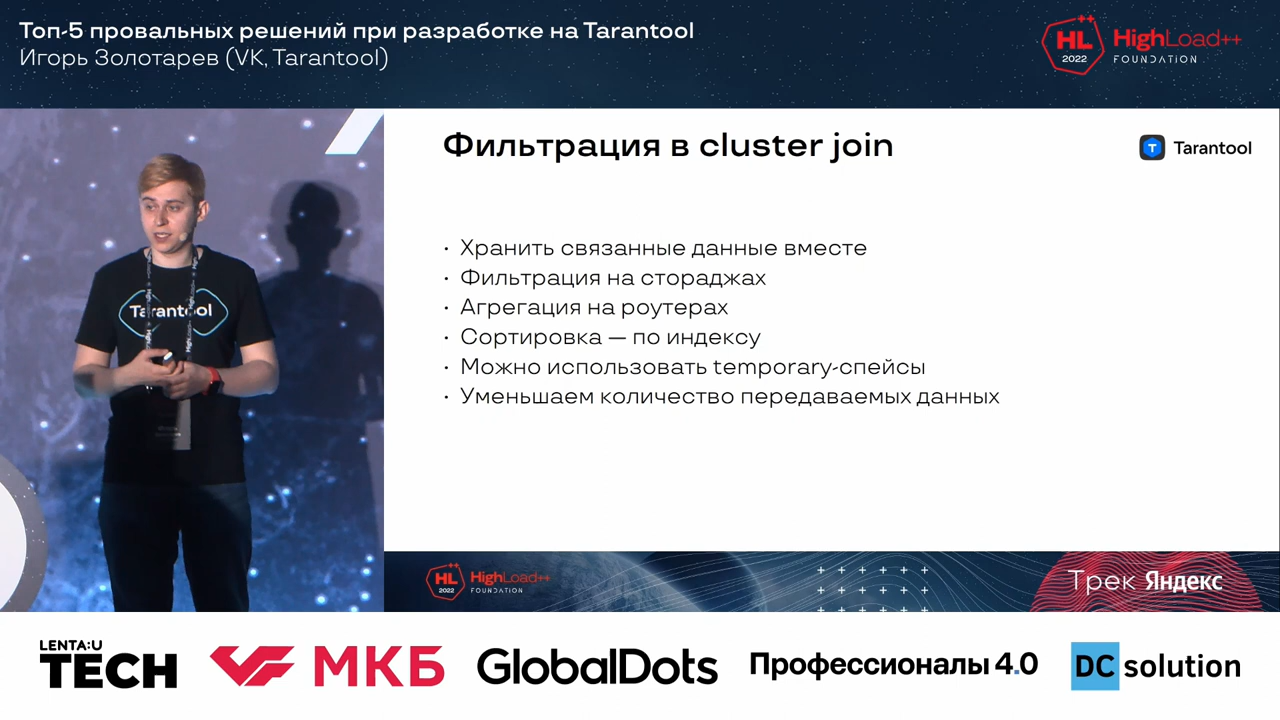 Топ-5 провальных решений при разработке на Tarantool
Игорь Золотарев (VK, Tarantool)
HL
2022
HighLoad++
FOUNDATION
Фильтрация в cluster join
Tarantool
· Хранить связанные данные вместе
· Фильтрация на стораджах
· Агрегация на роутерах
· Сортировка — по индексу
· Можно использовать temporary-спейсы
· Уменьшаем количество передаваемых данных
Tarantool
HL
2022
HighLoad++
FOUNDATION
Трек Яндекс
LENTA:U
TECH
МКБ
GlobalDots
Профессионалы 4.0
DC solution